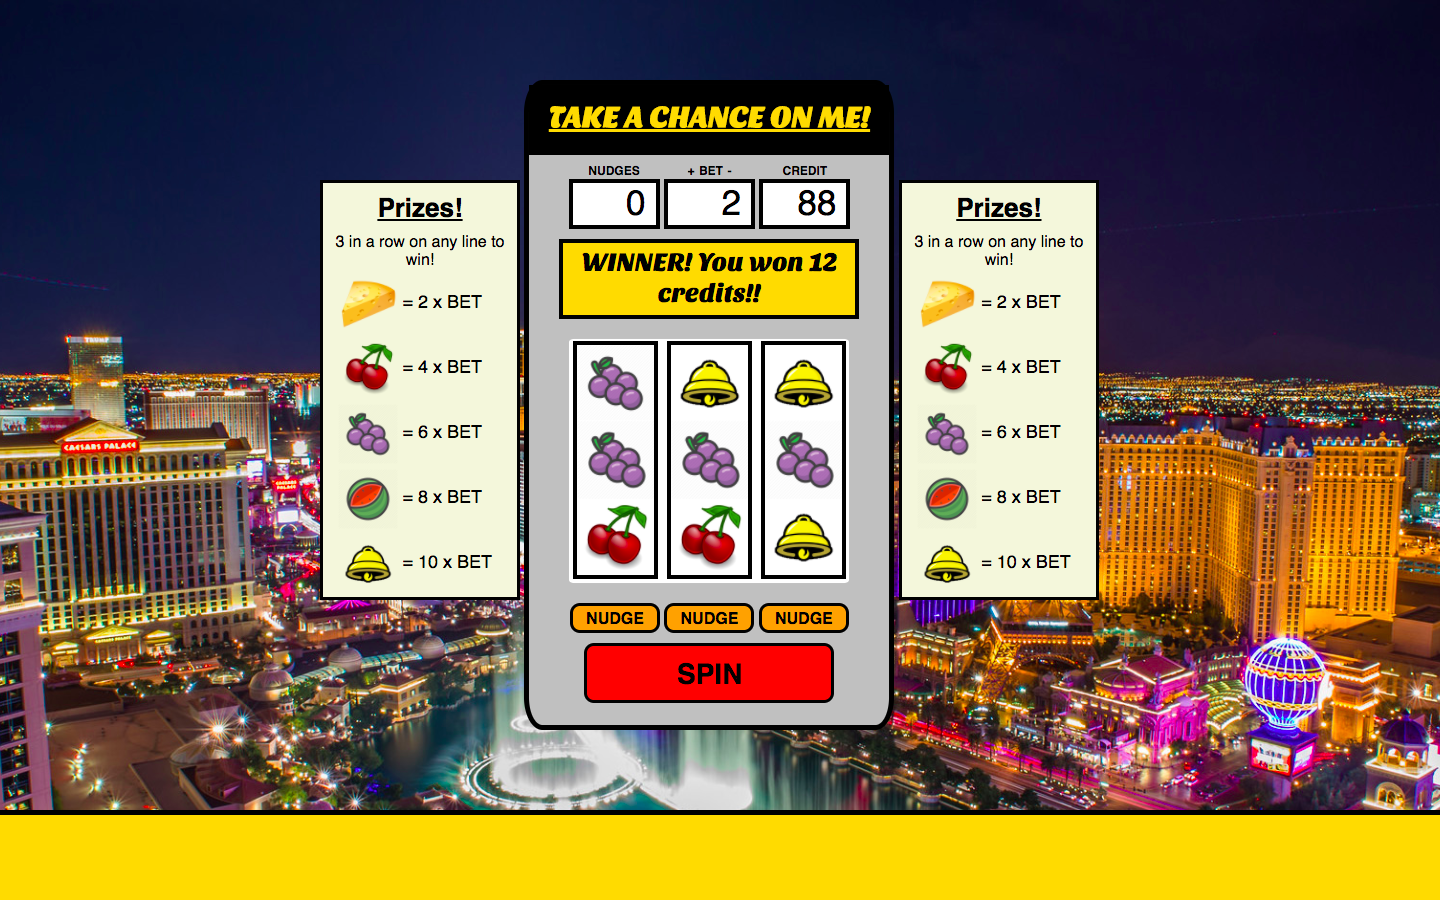 TAKE A CHANCE ON ME!
NUDGES
+ BET -
CREDIT
0
2
88
WINNER! You won 12
credits!!
Prizes!
3 in a row on any line to
win!
= 2 x BET
= 4 x BET
= 6 x BET
= 8 x BET
= 10 x BET
Prizes!
3 in a row on any line to
win!
= 2 x BET
= 4 x BET
= 6 x BET
= 8 x BET
= 10 x BET
NUDGE
NUDGE
NUDGE
SPIN
TRUMP
CAESARS PALACE